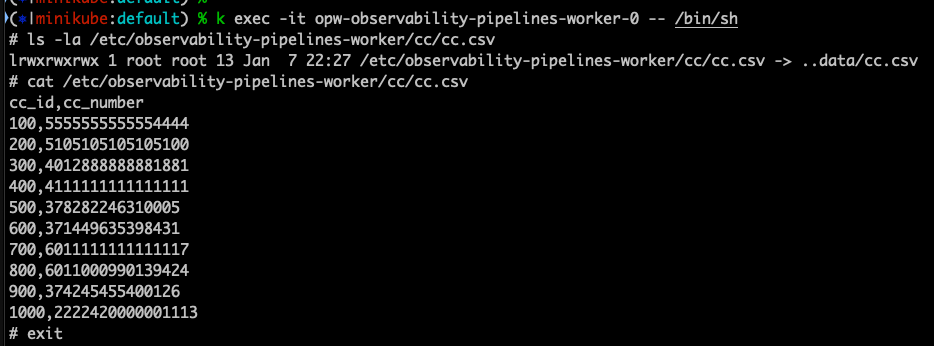 (*|minikube:default) %
(*|minikube:default) % k exec -it opw-observability-pipelines-worker-0 -- /bin/sh
# ls -la /etc/observability-pipelines-worker/cc/cc.csv
lrwxrwxrwx 1 root root 13 Jan  7 22:27 /etc/observability-pipelines-worker/cc/cc.csv -> ..data/cc.csv
# cat /etc/observability-pipelines-worker/cc/cc.csv
cc_id,cc_number
100,5555555555554444
200,5105105105105100
300,4012888888881881
400,4111111111111111
500,378282246310005
600,371449635398431
700,6011111111111117
800,6011000990139424
900,374245455400126
1000,2222420000001113
# exit